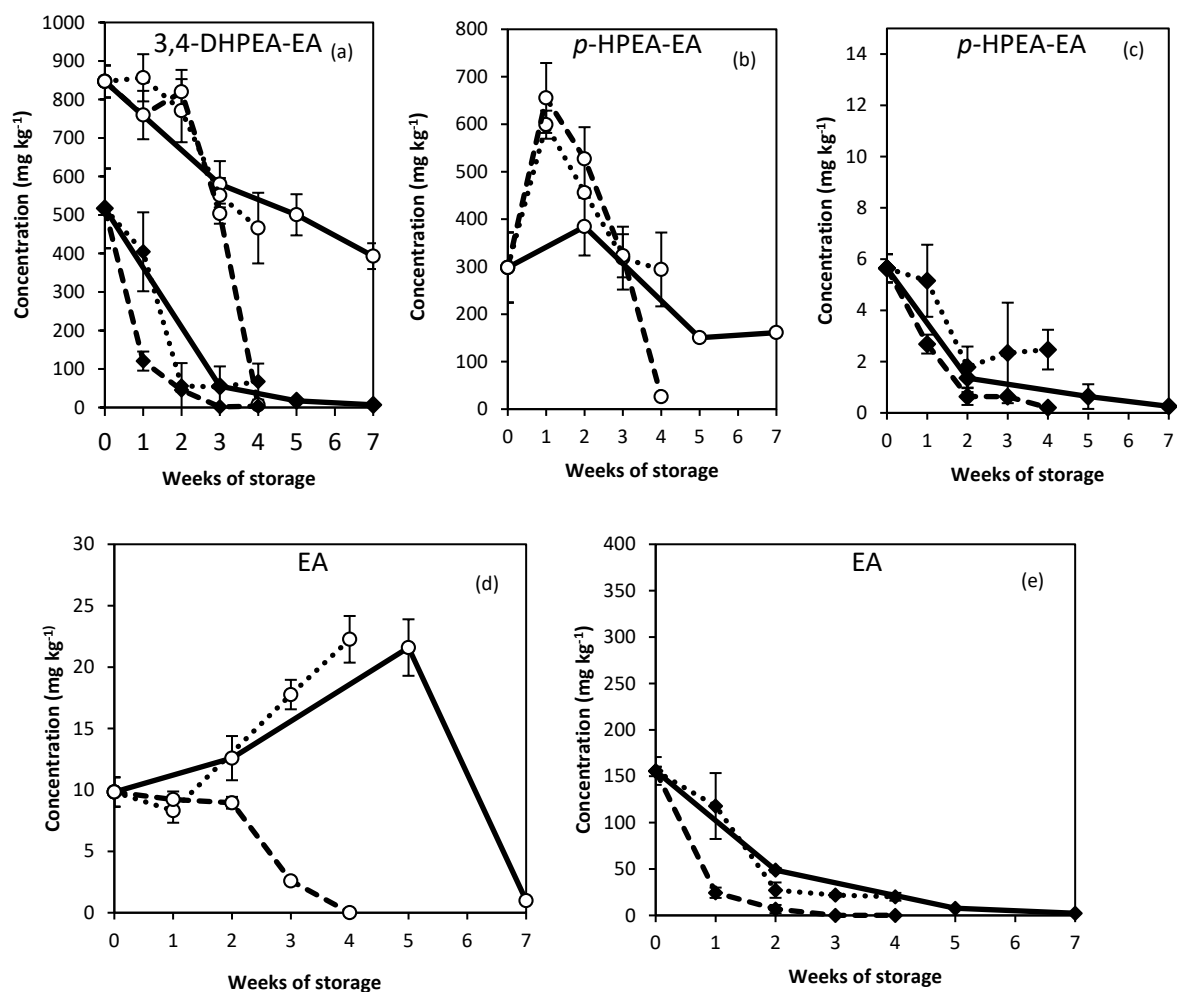 3,4-DHPEA-EA (a)
Concentration (mg kg⁻¹)
1000
900
800
700
600
500
400
300
200
100
0
0 1 2 3 4 5 6 7
Weeks of storage
p-HPEA-EA (b)
Concentration (mg kg⁻¹)
800
700
600
500
400
300
200
100
0
0 1 2 3 4 5 6 7
Weeks of storage
p-HPEA-EA (c)
Concentration (mg kg⁻¹)
14
12
10
8
6
4
2
0
0 1 2 3 4 5 6 7
Weeks of storage
EA (d)
Concentration (mg kg⁻¹)
30
25
20
15
10
5
0
0 1 2 3 4 5 6 7
Weeks of storage
EA (e)
Concentration (mg kg⁻¹)
400
350
300
250
200
150
100
50
0
0 1 2 3 4 5 6 7
Weeks of storage